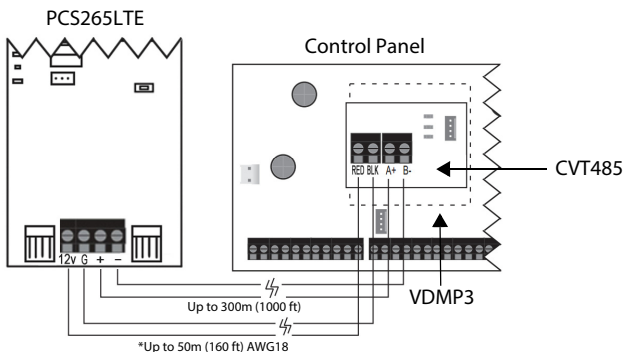 PCS265LTE
Control Panel
RED BLK A+ B-
CVT485
VDMP3
12v G + –
Up to 300m (1000 ft)
*Up to 50m (160 ft) AWG18